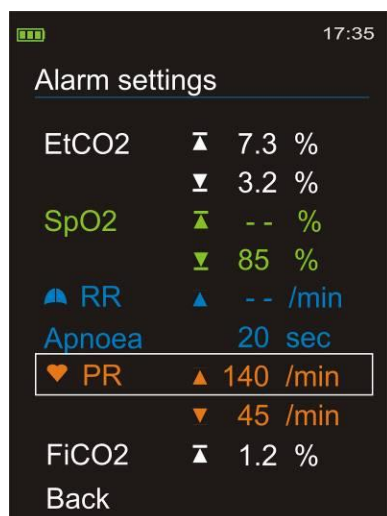 17:35
Alarm settings
EtCO2 7.3 %
3.2 %
SpO2 -- %
85 %
RR -- /min
Apnoea 20 sec
PR 140 /min
45 /min
FiCO2 1.2 %
Back